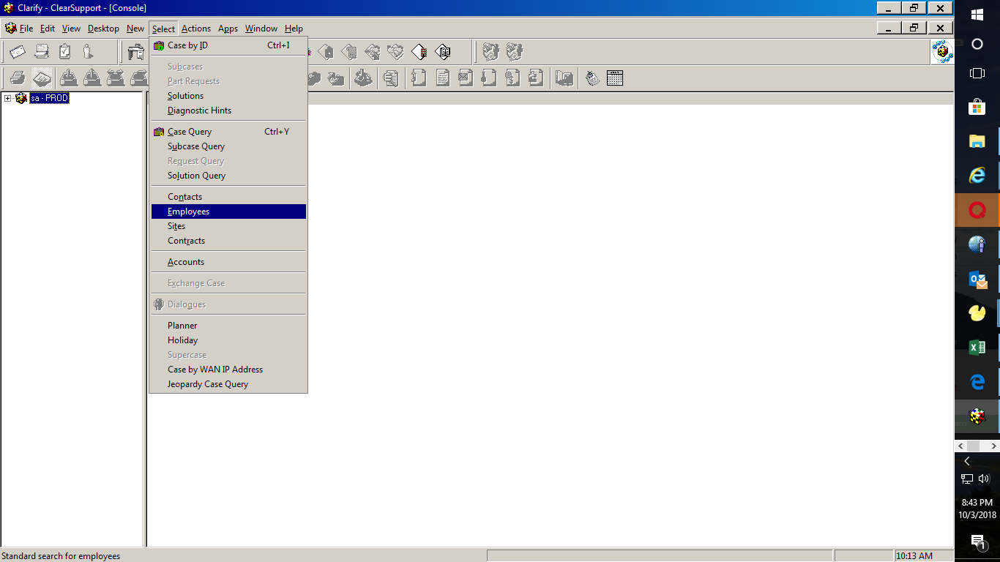 Clarify - ClearSupport - [Console]
File Edit View Desktop New Select Actions Apps Window Help
Case by ID Ctrl+I
Subcases
Part Requests
Solutions
Diagnostic Hints
Case Query Ctrl+Y
Subcase Query
Request Query
Solution Query
Contacts
Employees
Sites
Contracts
Accounts
Exchange Case
Dialogues
Planner
Holiday
Supercase
Case by WAN IP Address
Jeopardy Case Query
sa - PROD
Standard search for employees
10:13 AM
8:43 PM
10/3/2018
1